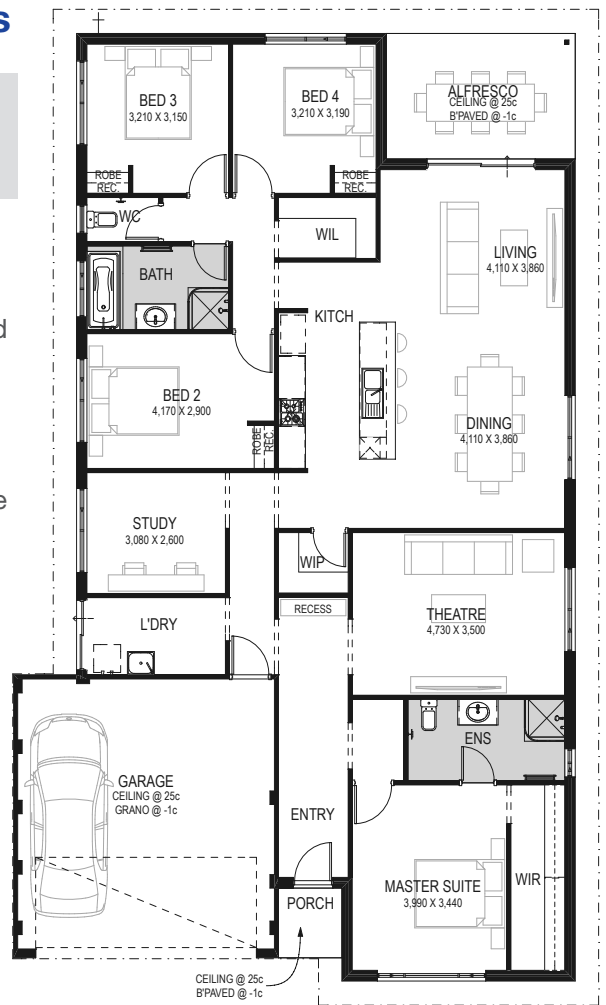 s
ALFRESCO
CEILING @ 25c
B'PAVED @ -1c
BED 3
3,210 X 3,150
BED 4
3,210 X 3,190
ROBE
REC.
ROBE
REC.
WC
WIL
LIVING
4,110 X 3,860
BATH
d
KITCH
BED 2
4,170 X 2,900
DINING
4,110 X 3,860
ROBE
REC.
e
STUDY
3,080 X 2,600
WIP
RECESS
THEATRE
4,730 X 3,500
L'DRY
ENS
GARAGE
CEILING @ 25c
GRANO @ -1c
ENTRY
MASTER SUITE
3,990 X 3,440
WIR
PORCH
CEILING @ 25c
B'PAVED @ -1c